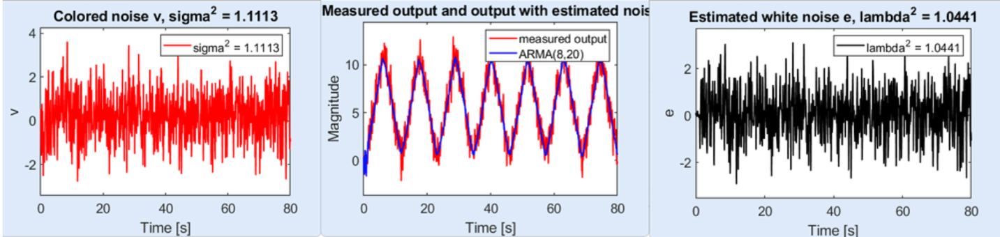 Colored noise v, sigma² = 1.1113
4
2
0
-2
v
sigma² = 1.1113
0 20 40 60 80
Time [s]
Measured output and output with estimated nois
10
5
0
Magnitude
measured output
ARMA(8,20)
0 20 40 60 80
Time [s]
Estimated white noise e, lambda² = 1.0441
2
0
-2
e
lambda² = 1.0441
0 20 40 60 80
Time [s]